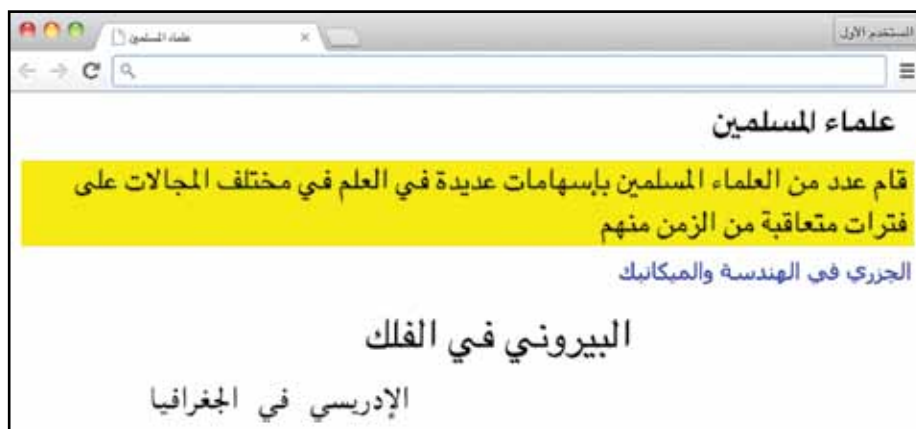 علماء المسلمين
المستخدم الأول
علماء المسلمين
قام عدد من العلماء المسلمين بإسهامات عديدة في العلم في مختلف المجالات على
فترات متعاقبة من الزمن منهم
الجزري في الهندسة والميكانيك
البيروني في الفلك
الإدريسي في الجغرافيا